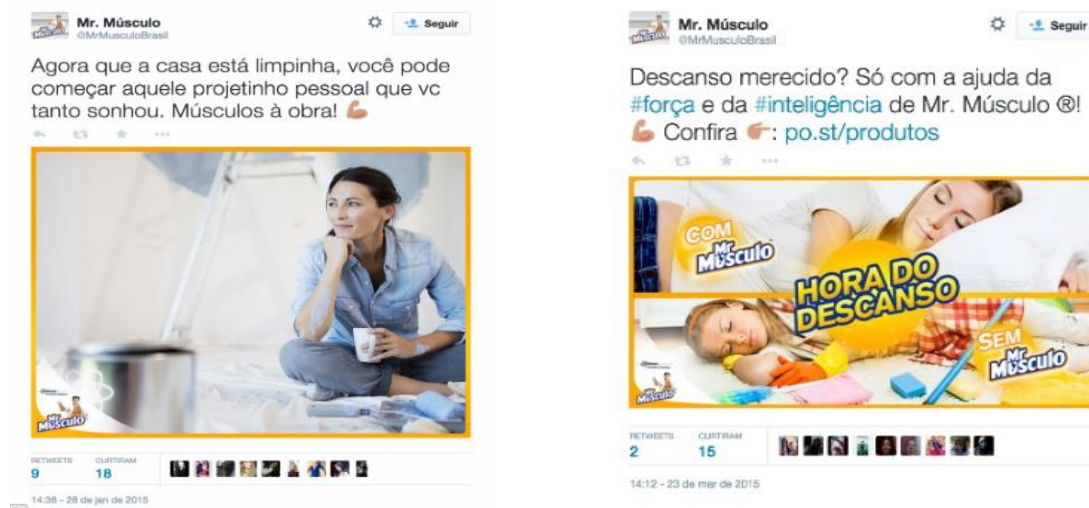 Mr. Músculo
@MrMusculoBrasil
Seguir
Agora que a casa está limpinha, você pode
começar aquele projetinho pessoal que vc
tanto sonhou. Músculos à obra!
Mr. Músculo
RETWEETS
CURTIRAM
9
18
14:38 - 28 de jan de 2015
Mr. Músculo
@MrMusculoBrasil
Seguir
Descanso merecido? Só com a ajuda da
#força e da #inteligência de Mr. Músculo ®!
Confira : po.st/produtos
COM
Mr. Músculo
HORA DO
DESCANSO
SEM
Mr. Músculo
Mr. Músculo
RETWEETS
CURTIRAM
2
15
14:12 - 23 de mar de 2015